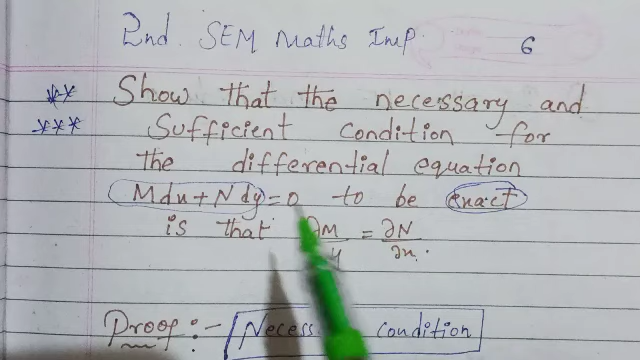 2nd. SEM Maths Imp.
6
** Show that the necessary and
*** Sufficient Condition for
the differential equation
Mdx + Ndy = 0 to be exact
is that ∂M/∂y = ∂N/∂x.
Proof :- Necess condition